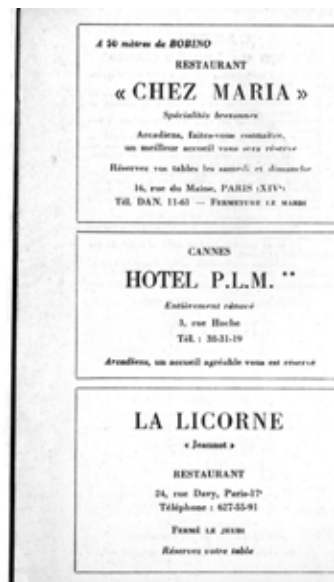 A 50 mètres de BOBINO
RESTAURANT
« CHEZ MARIA »
Spécialités bretonnes
Arcadiens, faites-vous connaître,
un meilleur accueil vous sera réservé
Réservez vos tables les samedi et dimanche
16, rue du Maine, PARIS (XIVᵉ)
Tél. DAN. 11-61 — FERMETURE LE MARDI
CANNES
HOTEL P.L.M. **
Entièrement rénové
3, rue Hoche
Tél. : 38-31-19
Arcadiens, un accueil agréable vous est réservé
LA LICORNE
« Jeannot »
RESTAURANT
24, rue Davy, Paris-17ᵉ
Téléphone : 627-55-91
FERMÉ LE JEUDI
Réservez votre table